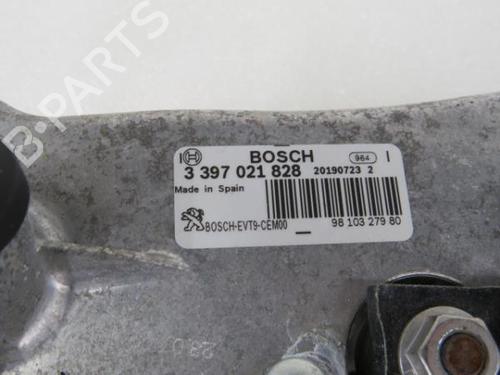 B-PARTS
BOSCH
964
3 397 021 828 20190723 2
Made in Spain
BOSCH-EVT9-CEM00
98 103 279 80